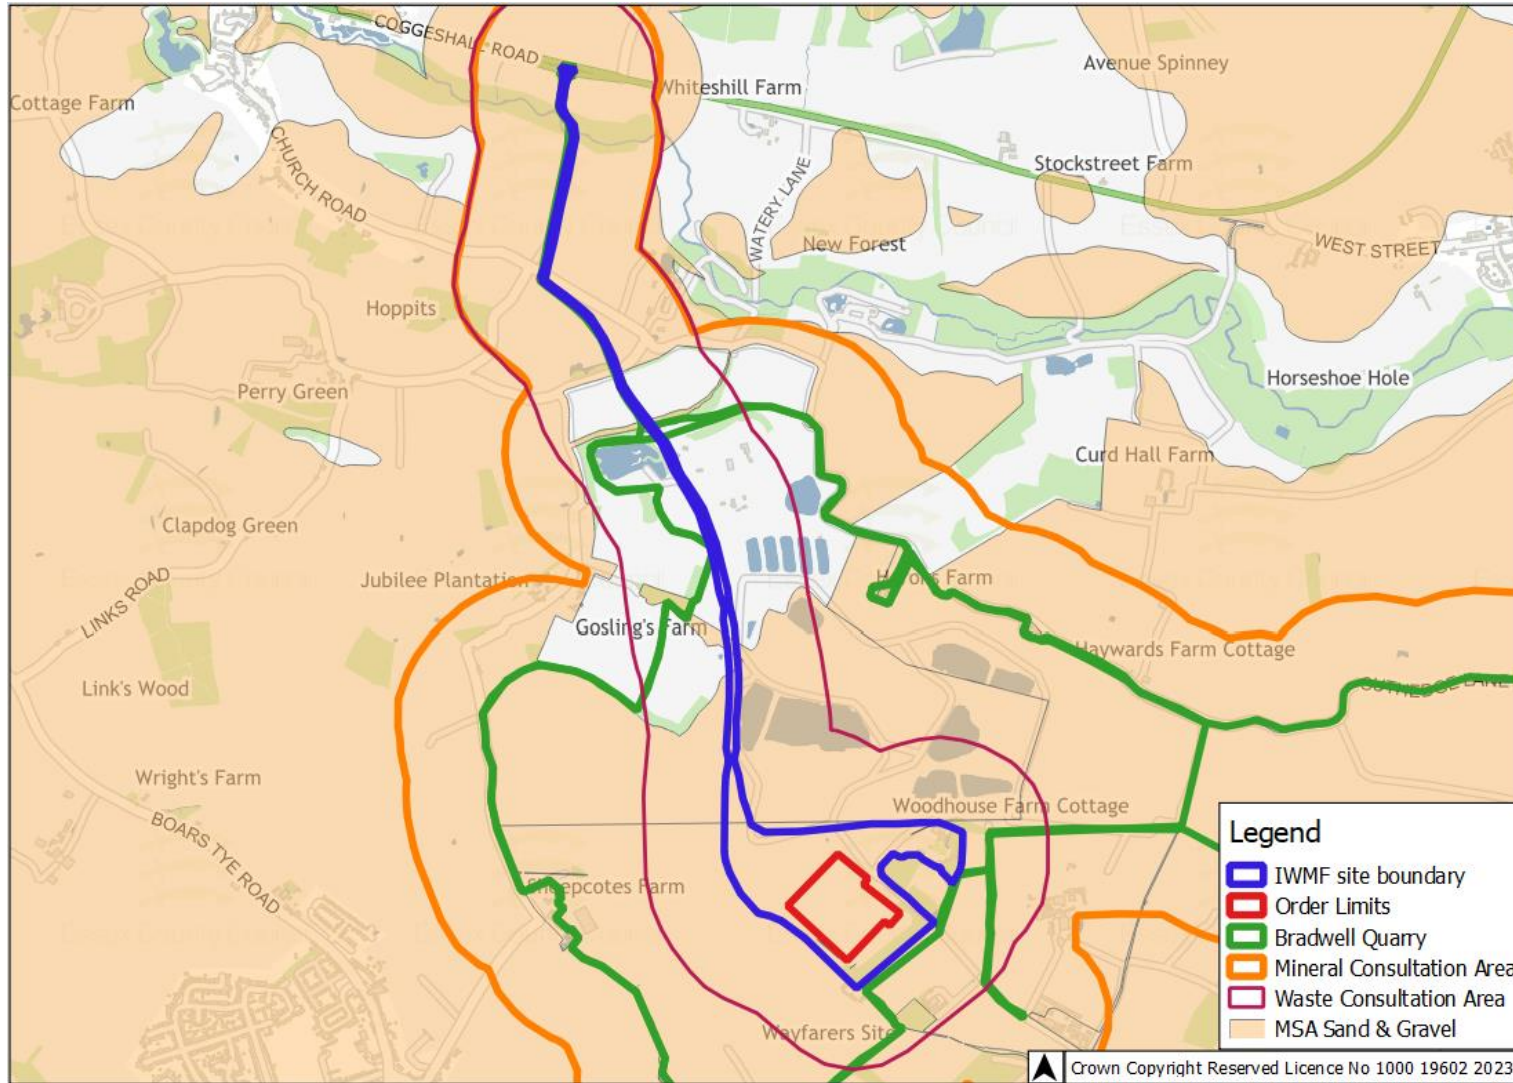 COGGESHALL ROAD
Avenue Spinney
Whiteshill Farm
Cottage Farm
CHURCH ROAD
Stockstreet Farm
WATERY LANE
New Forest
WEST STREET
Hoppits
Horseshoe Hole
Perry Green
Curd Hall Farm
Clapdog Green
Jubilee Plantation
Farm
LINKS ROAD
Gosling's Farm
Haywards Farm Cottage
Link's Wood
LANE
Wright's Farm
Woodhouse Farm Cottage
BOARS TYE ROAD
Sheepcotes Farm
Wayfarers Site
Legend
IWMF site boundary
Order Limits
Bradwell Quarry
Mineral Consultation Area
Waste Consultation Area
MSA Sand & Gravel
Crown Copyright Reserved Licence No 1000 19602 2023